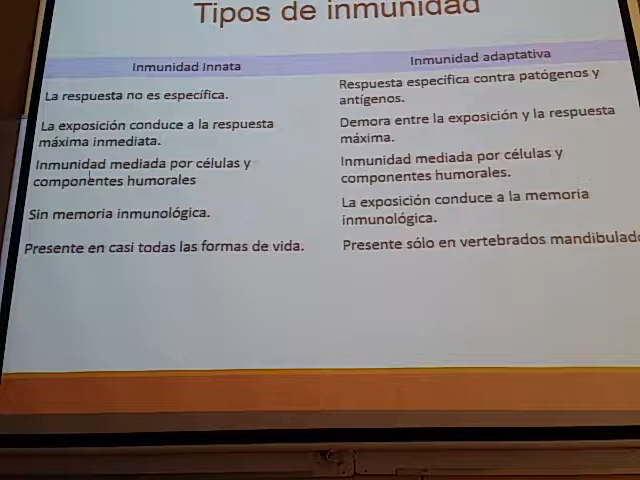 Tipos de inmunidad
Inmunidad Innata
Inmunidad adaptativa
La respuesta no es específica.
Respuesta específica contra patógenos y
antígenos.
La exposición conduce a la respuesta
máxima inmediata.
Demora entre la exposición y la respuesta
máxima.
Inmunidad mediada por células y
componentes humorales
Inmunidad mediada por células y
componentes humorales.
Sin memoria inmunológica.
La exposición conduce a la memoria
inmunológica.
Presente en casi todas las formas de vida.
Presente sólo en vertebrados mandibulad